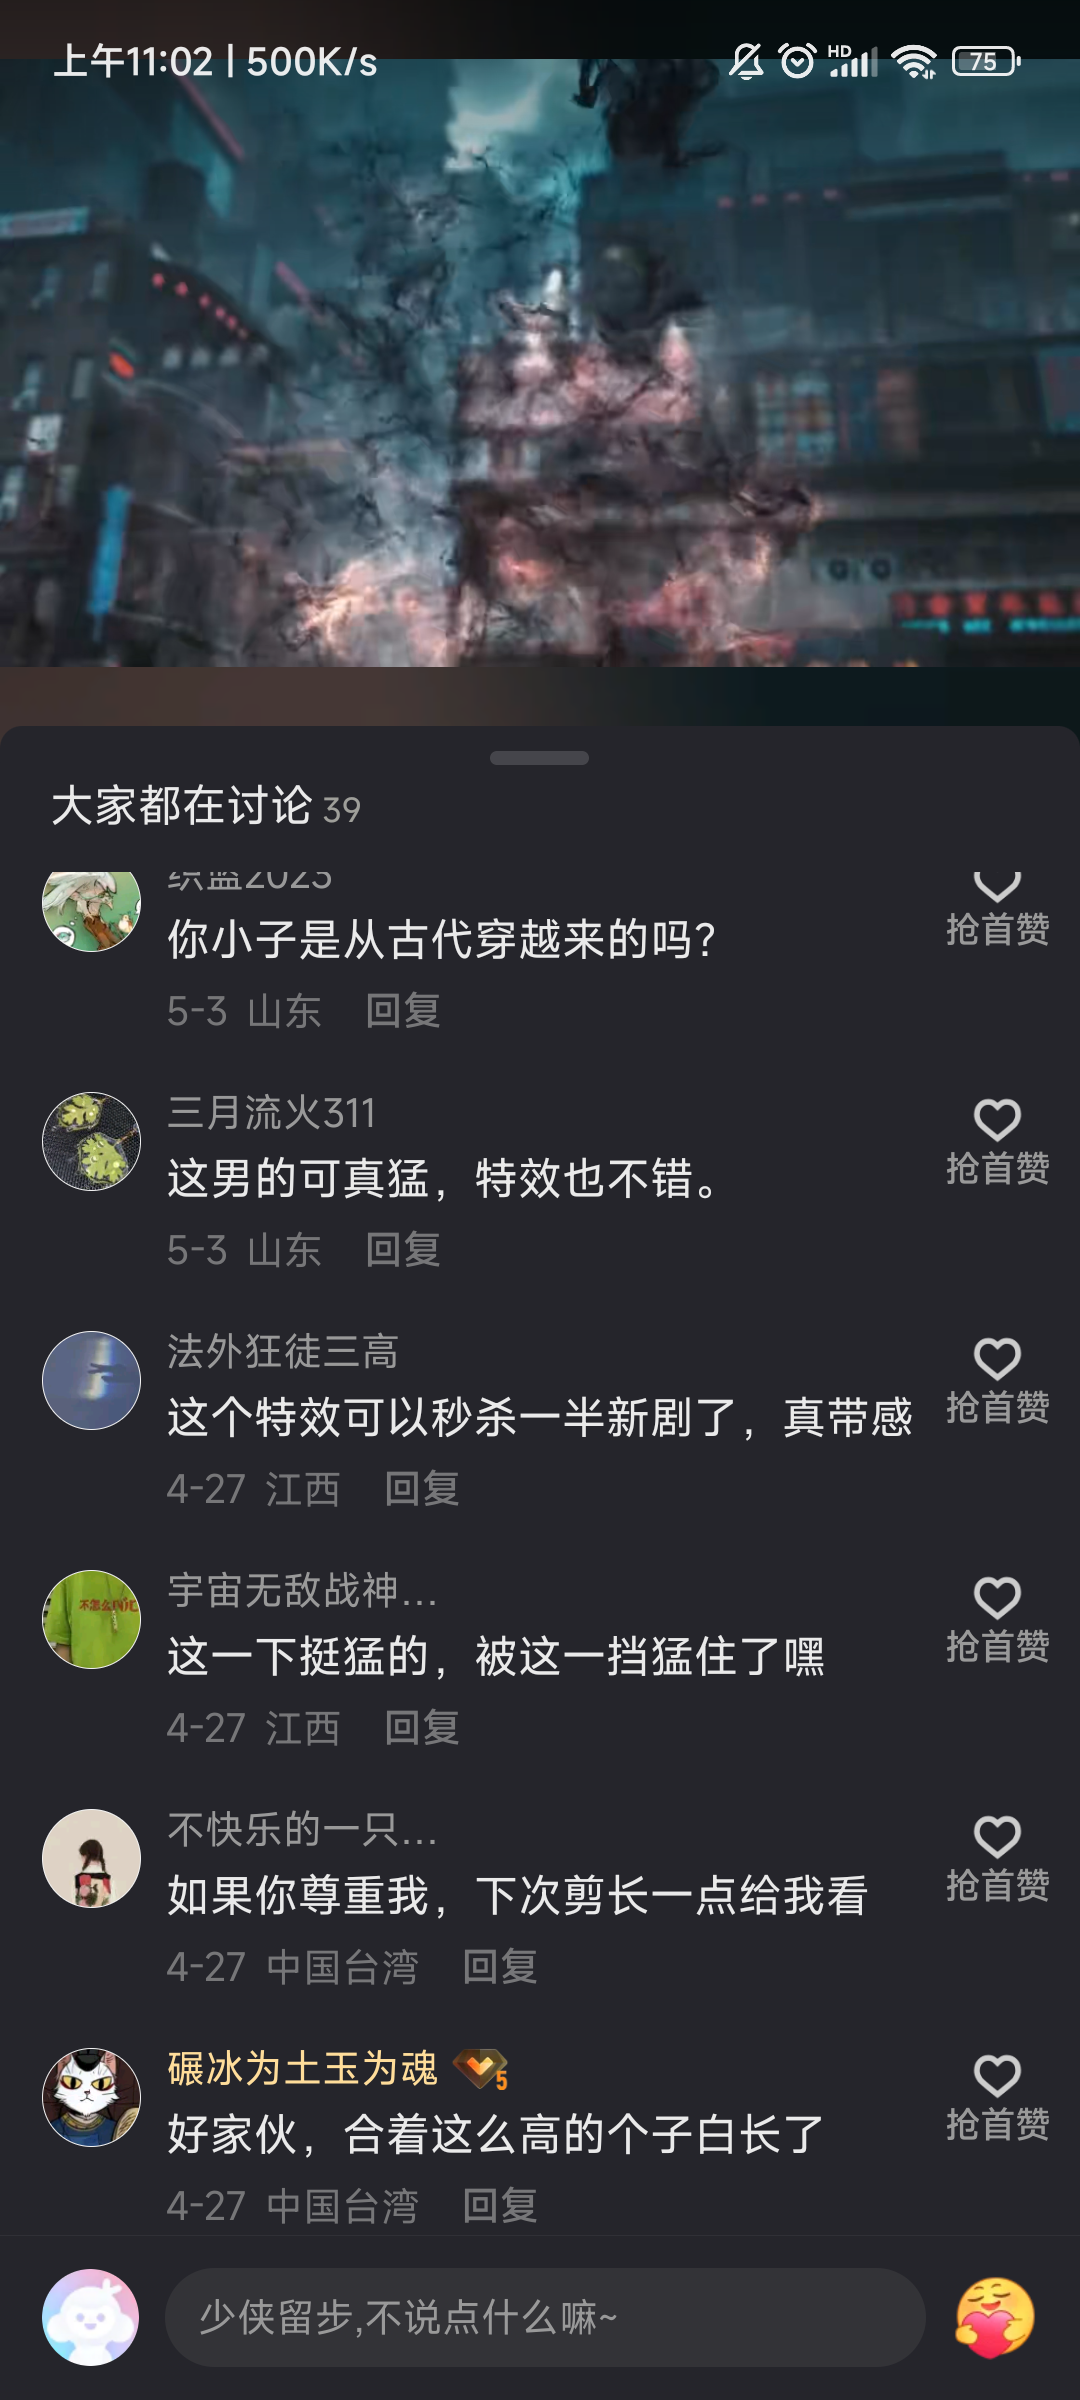 上午11:02 | 500K/s
HD
75
大家都在讨论 39
织盖2023
你小子是从古代穿越来的吗?
5-3 山东 回复
抢首赞
三月流火311
这男的可真猛，特效也不错。
5-3 山东 回复
抢首赞
法外狂徒三高
这个特效可以秒杀一半新剧了，真带感
4-27 江西 回复
抢首赞
不怎么
宇宙无敌战神...
这一下挺猛的，被这一挡猛住了嘿
4-27 江西 回复
抢首赞
不快乐的一只...
如果你尊重我，下次剪长一点给我看
4-27 中国台湾 回复
抢首赞
碾冰为土玉为魂 5
好家伙，合着这么高的个子白长了
4-27 中国台湾 回复
抢首赞
少侠留步,不说点什么嘛~